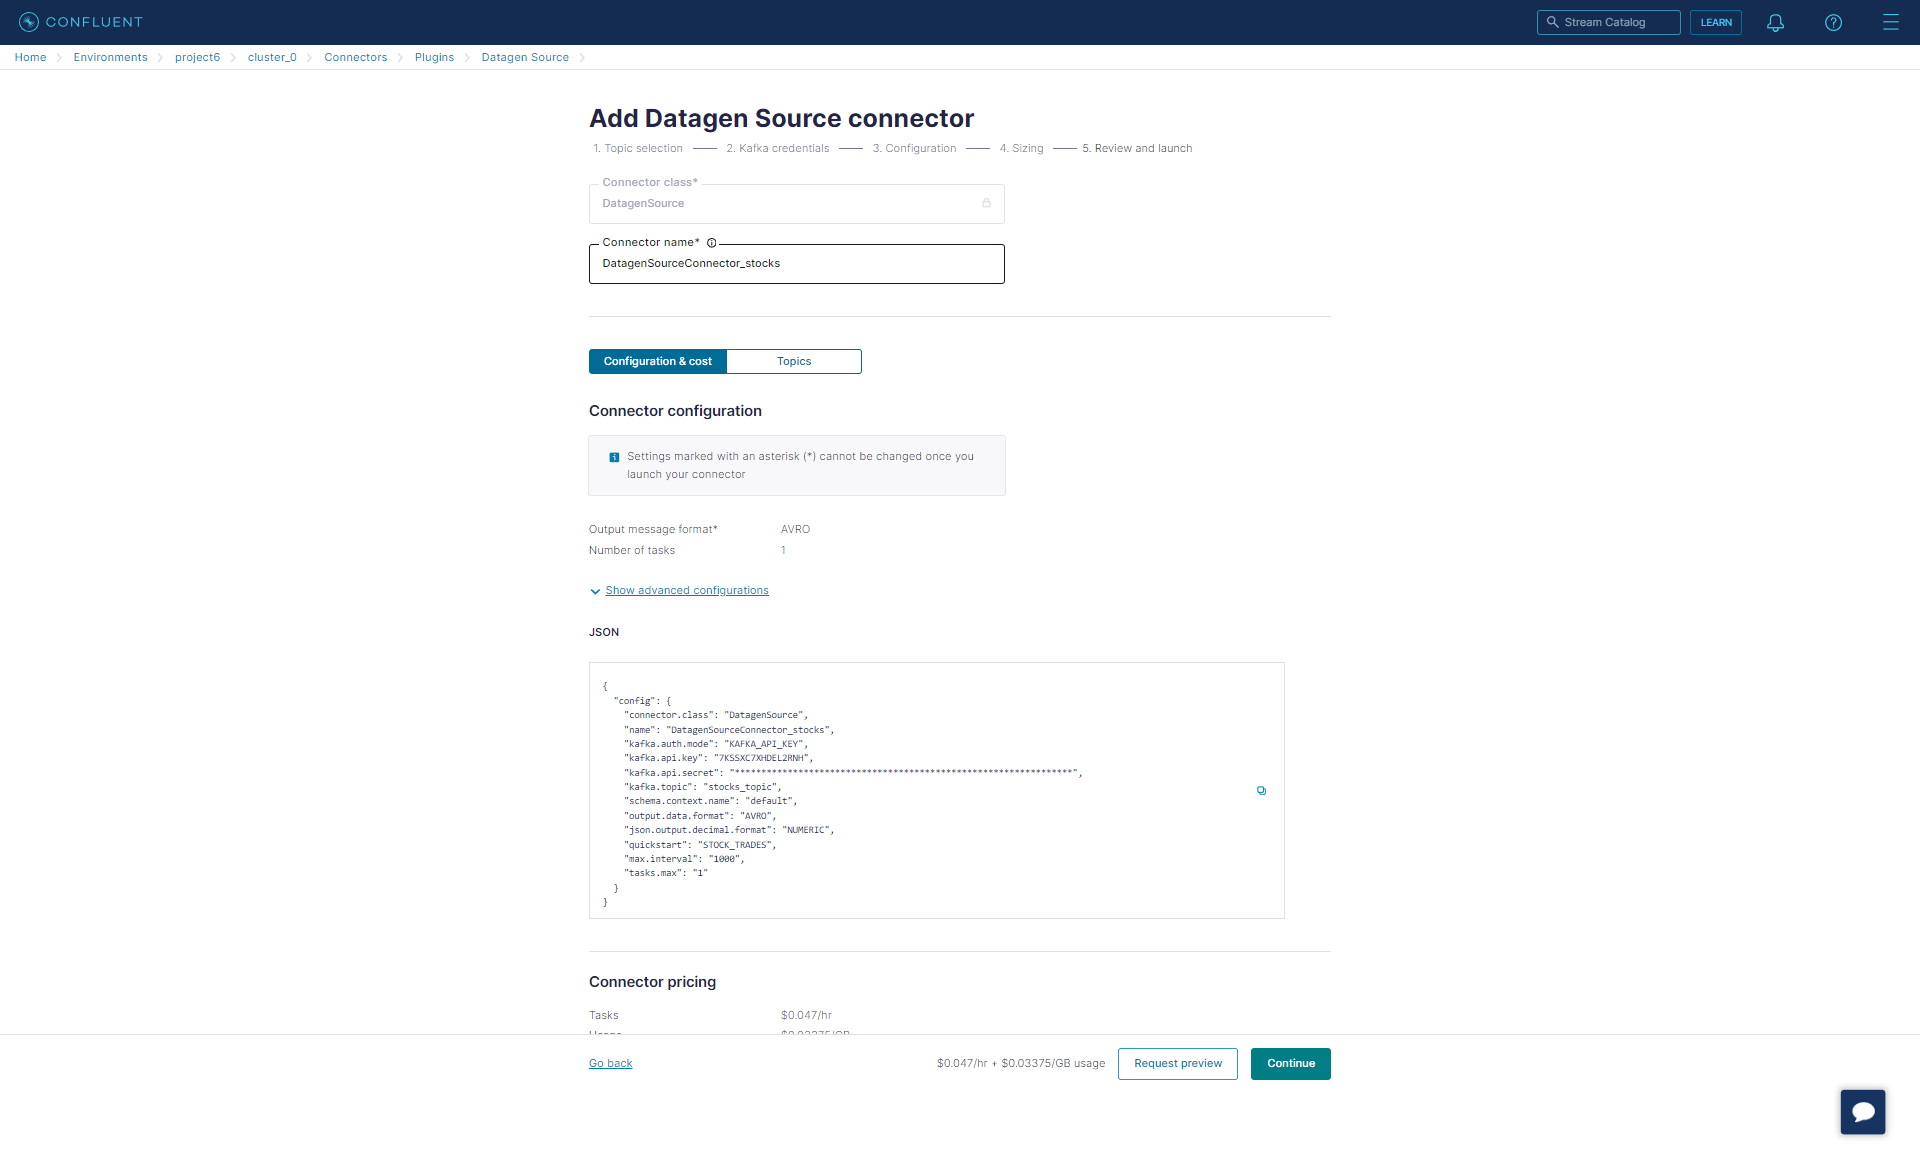 CONFLUENT
Stream Catalog
LEARN
Home
Environments
project6
cluster_0
Connectors
Plugins
Datagen Source
Add Datagen Source connector
1. Topic selection
2. Kafka credentials
3. Configuration
4. Sizing
5. Review and launch
Connector class*
DatagenSource
Connector name*
DatagenSourceConnector_stocks
Configuration & cost
Topics
Connector configuration
Settings marked with an asterisk (*) cannot be changed once you
launch your connector
Output message format* AVRO
Number of tasks 1
Show advanced configurations
JSON
{
"config": {
"connector.class": "DatagenSource",
"name": "DatagenSourceConnector_stocks",
"kafka.auth.mode": "KAFKA_API_KEY",
"kafka.api.key": "7KSSXC7XHDEL2RNH",
"kafka.api.secret": "****************************************************************",
"kafka.topic": "stocks_topic",
"schema.context.name": "default",
"output.data.format": "AVRO",
"json.output.decimal.format": "NUMERIC",
"quickstart": "STOCK_TRADES",
"max.interval": "1000",
"tasks.max": "1"
}
}
Connector pricing
Tasks $0.047/hr
Usage $0.03375/GB
Go back
$0.047/hr + $0.03375/GB usage
Request preview
Continue